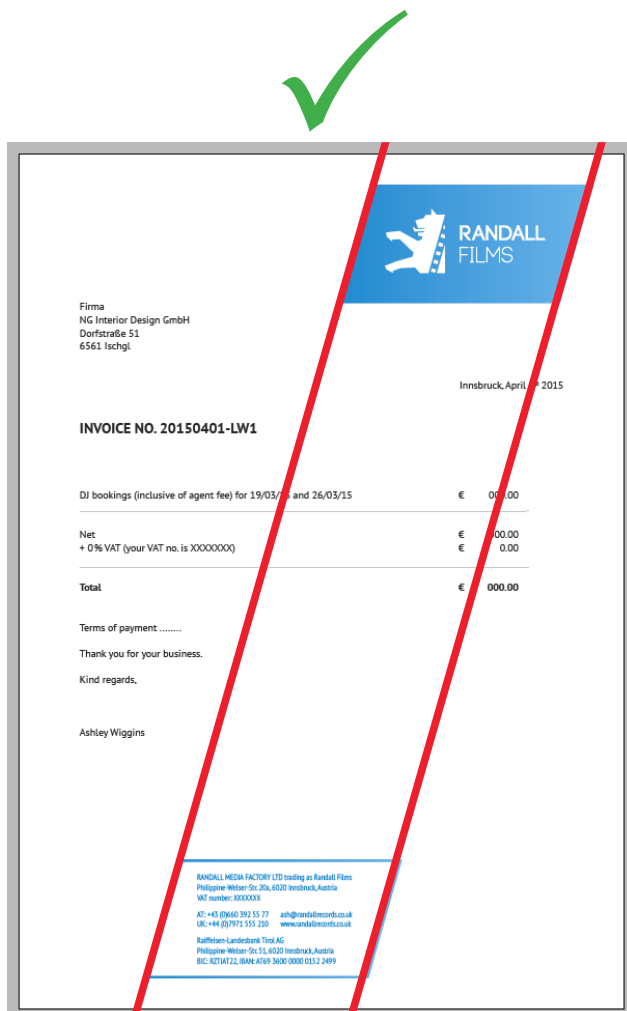 RANDALL
FILMS
Firma
NG Interior Design GmbH
Dorfstraße 51
6561 Ischgl
Innsbruck, April 2015
INVOICE NO. 20150401-LW1
DJ bookings (inclusive of agent fee) for 19/03/ and 26/03/15 € .00
Net € 00.00
+ 0% VAT (your VAT no. is XXXXXXX) € 0.00
Total € 000.00
Terms of payment ........
Thank you for your business.
Kind regards,
Ashley Wiggins
RANDALL MEDIA FACTORY LTD trading as Randall Films
Philippine-Welser-Str. 20a, 6020 Innsbruck, Austria
VAT number: XXXXXXX
AT: +43 (0)660 392 55 77 ash@randallrecords.co.uk
UK: +44 (0)7971 555 210 www.randallrecords.co.uk
Raiffeisen-Landesbank Tirol AG
Philippine-Welser-Str. 51, 6020 Innsbruck, Austria
BIC: RZTIAT22, IBAN: AT69 3600 0000 0152 2499